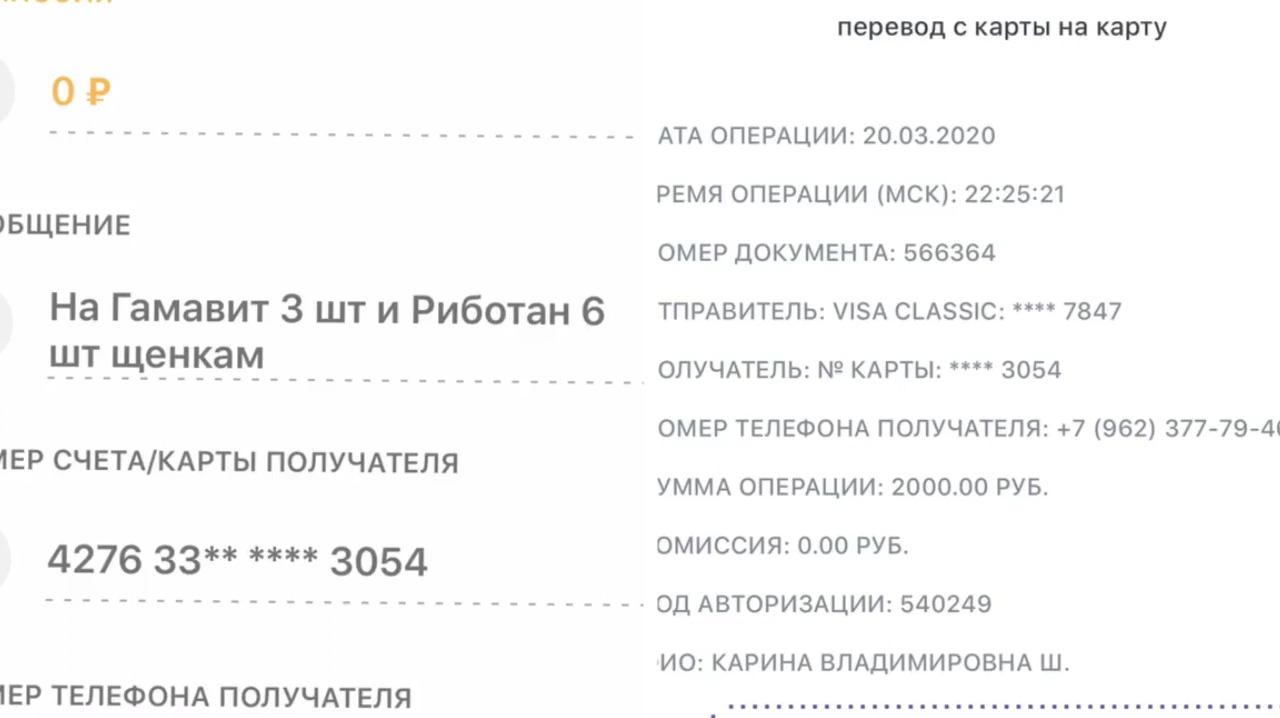 0 ₽
ОБЩЕНИЕ
На Гамавит 3 шт и Риботан 6
шт щенкам
МЕР СЧЕТА/КАРТЫ ПОЛУЧАТЕЛЯ
4276 33** **** 3054
МЕР ТЕЛЕФОНА ПОЛУЧАТЕЛЯ
перевод с карты на карту
АТА ОПЕРАЦИИ: 20.03.2020
РЕМЯ ОПЕРАЦИИ (МСК): 22:25:21
ОМЕР ДОКУМЕНТА: 566364
ТПРАВИТЕЛЬ: VISA CLASSIC: **** 7847
ОЛУЧАТЕЛЬ: № КАРТЫ: **** 3054
ОМЕР ТЕЛЕФОНА ПОЛУЧАТЕЛЯ: +7 (962) 377-79-46
УММА ОПЕРАЦИИ: 2000.00 РУБ.
ОМИССИЯ: 0.00 РУБ.
ОД АВТОРИЗАЦИИ: 540249
ИО: КАРИНА ВЛАДИМИРОВНА Ш.